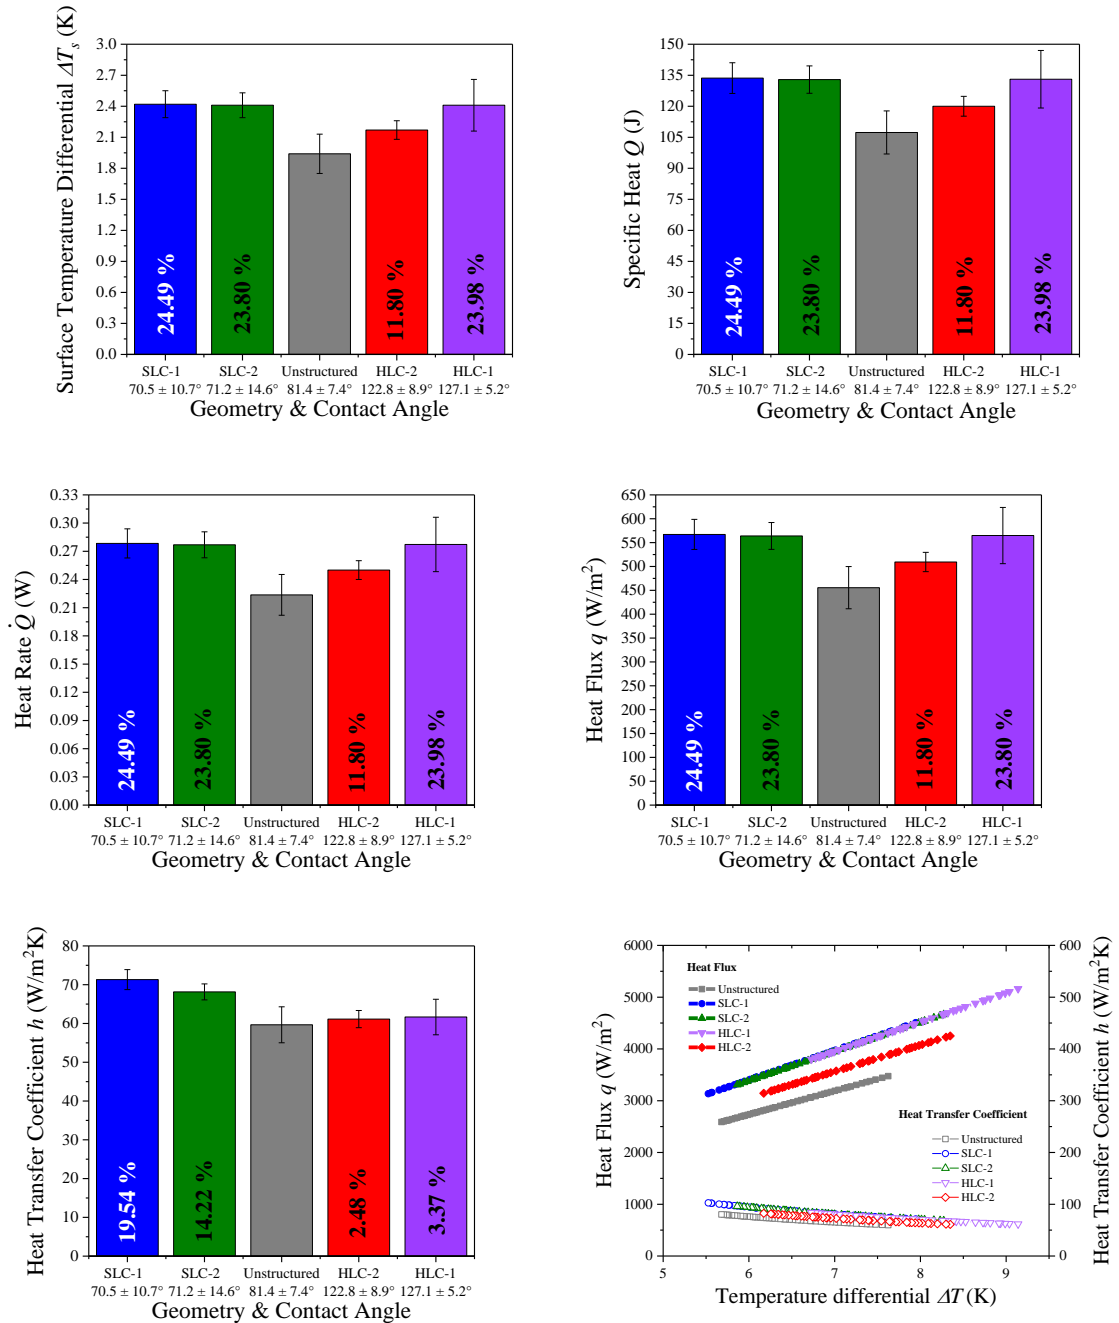 Surface Temperature Differential ΔT_s (K)
3.0
2.7
2.4
2.1
1.8
1.5
1.2
0.9
0.6
0.3
0.0
24.49 %
23.80 %
11.80 %
23.98 %
SLC-1 SLC-2 Unstructured HLC-2 HLC-1
70.5 ± 10.7° 71.2 ± 14.6° 81.4 ± 7.4° 122.8 ± 8.9° 127.1 ± 5.2°
Geometry & Contact Angle
Specific Heat Q (J)
150
135
120
105
90
75
60
45
30
15
0
24.49 %
23.80 %
11.80 %
23.98 %
SLC-1 SLC-2 Unstructured HLC-2 HLC-1
70.5 ± 10.7° 71.2 ± 14.6° 81.4 ± 7.4° 122.8 ± 8.9° 127.1 ± 5.2°
Geometry & Contact Angle
Heat Rate Q̇ (W)
0.33
0.30
0.27
0.24
0.21
0.18
0.15
0.12
0.09
0.06
0.03
0.00
24.49 %
23.80 %
11.80 %
23.98 %
SLC-1 SLC-2 Unstructured HLC-2 HLC-1
70.5 ± 10.7° 71.2 ± 14.6° 81.4 ± 7.4° 122.8 ± 8.9° 127.1 ± 5.2°
Geometry & Contact Angle
Heat Flux q (W/m²)
650
600
550
500
450
400
350
300
250
200
150
100
50
0
24.49 %
23.80 %
11.80 %
23.80 %
SLC-1 SLC-2 Unstructured HLC-2 HLC-1
70.5 ± 10.7° 71.2 ± 14.6° 81.4 ± 7.4° 122.8 ± 8.9° 127.1 ± 5.2°
Geometry & Contact Angle
Heat Transfer Coefficient h (W/m²K)
80
70
60
50
40
30
20
10
0
19.54 %
14.22 %
2.48 %
3.37 %
SLC-1 SLC-2 Unstructured HLC-2 HLC-1
70.5 ± 10.7° 71.2 ± 14.6° 81.4 ± 7.4° 122.8 ± 8.9° 127.1 ± 5.2°
Geometry & Contact Angle
Heat Flux q (W/m²)
6000
5000
4000
3000
2000
1000
0
Heat Flux
Unstructured
SLC-1
SLC-2
HLC-1
HLC-2
Heat Transfer Coefficient
Unstructured
SLC-1
SLC-2
HLC-1
HLC-2
600
500
400
300
200
100
0
Heat Transfer Coefficient h (W/m²K)
5 6 7 8 9
Temperature differential ΔT (K)